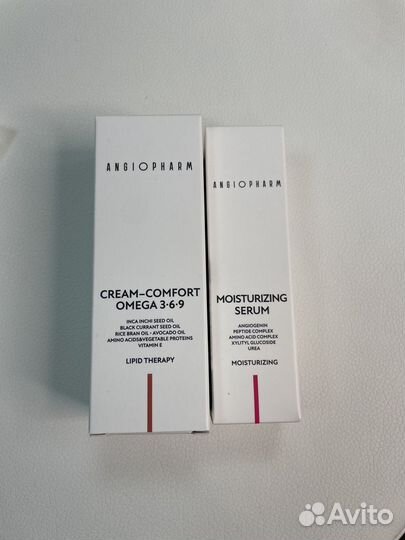 ANGIOPHARM
CREAM-COMFORT
OMEGA 3·6·9
INCA INCHI SEED OIL
BLACK CURRANT SEED OIL
RICE BRAN OIL · AVOCADO OIL
AMINO ACIDS&VEGETABLE PROTEINS
VITAMIN E
LIPID THERAPY
ANGIOPHARM
MOISTURIZING
SERUM
ANGIOGENIN
PEPTIDE COMPLEX
AMINO ACID COMPLEX
XYLITYL GLUCOSIDE
UREA
MOISTURIZING
Avito